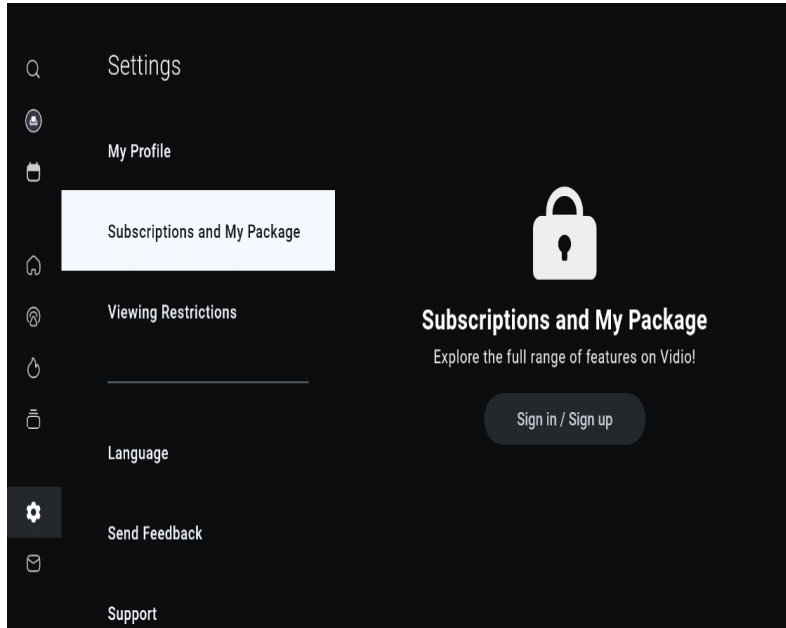 Settings
My Profile
Subscriptions and My Package
Viewing Restrictions
Language
Send Feedback
Support
Subscriptions and My Package
Explore the full range of features on Vidio!
Sign in / Sign up